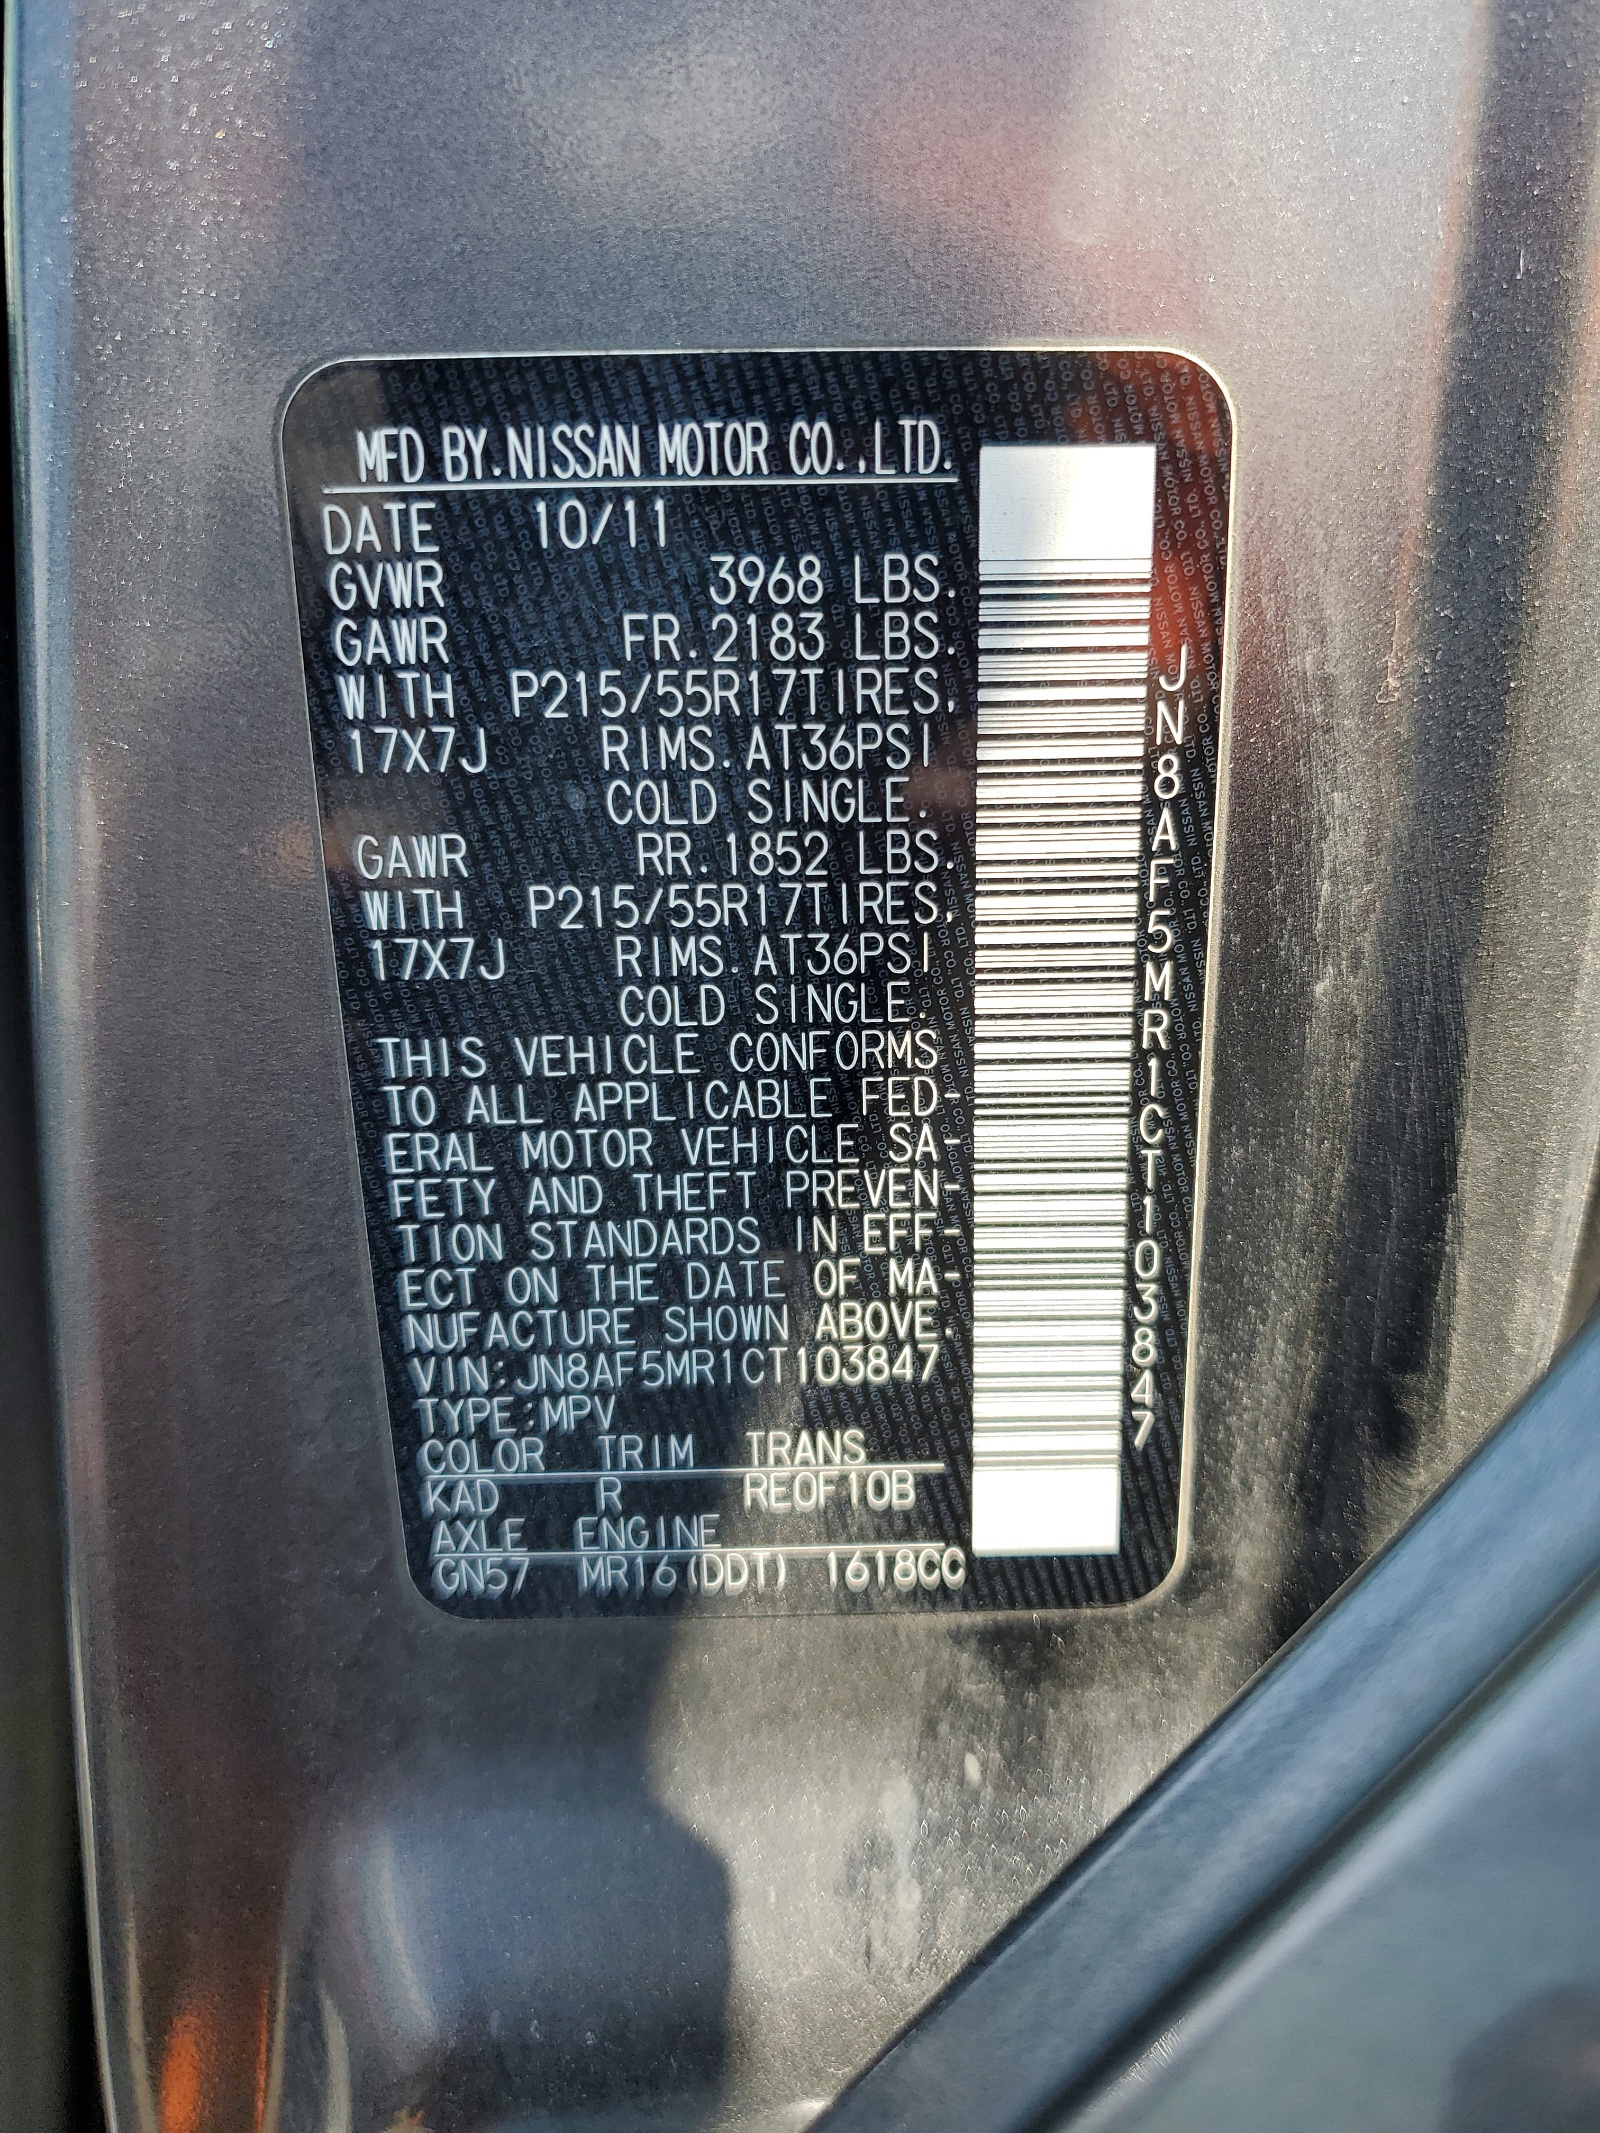 MFD BY.NISSAN MOTOR CO.,LTD.
DATE 10/11
GVWR 3968 LBS.
GAWR FR.2183 LBS.
WITH P215/55R17TIRES.
17X7J RIMS.AT36PSI
COLD SINGLE.
GAWR RR.1852 LBS.
WITH P215/55R17TIRES.
17X7J RIMS.AT36PSI
COLD SINGLE.
THIS VEHICLE CONFORMS
TO ALL APPLICABLE FED-
ERAL MOTOR VEHICLE SA-
FETY AND THEFT PREVEN-
TION STANDARDS IN EFF-
ECT ON THE DATE OF MA-
NUFACTURE SHOWN ABOVE.
VIN:JN8AF5MR1CT103847
TYPE:MPV
COLOR TRIM TRANS
KAD R RE0F10B
AXLE ENGINE
GN57 MR16(DDT) 1618CC
JN8AF5MR1CT103847